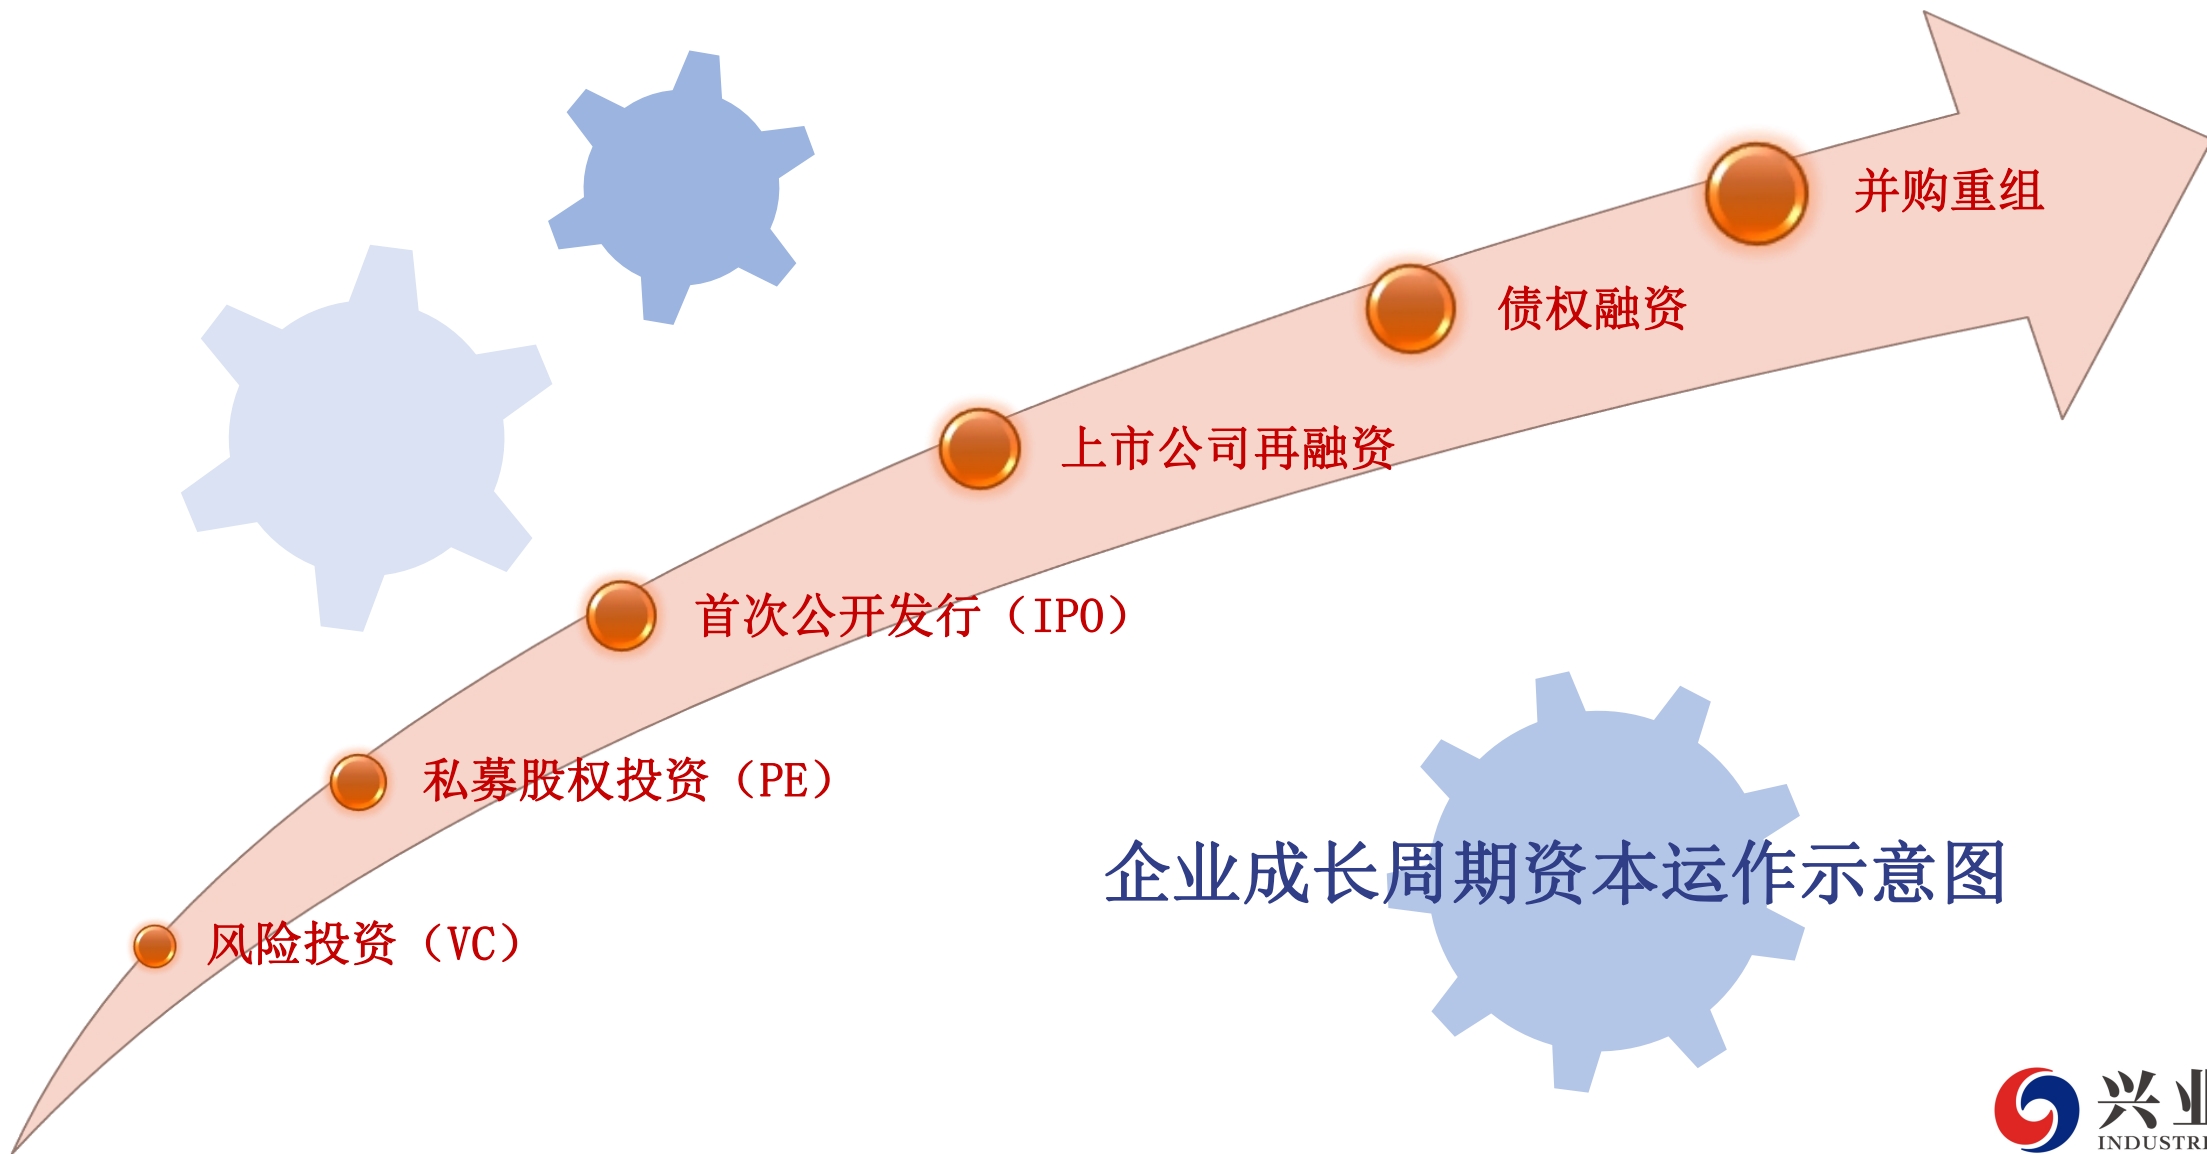 并购重组
债权融资
上市公司再融资
首次公开发行（IPO）
私募股权投资（PE）
风险投资（VC）
企业成长周期资本运作示意图
兴业